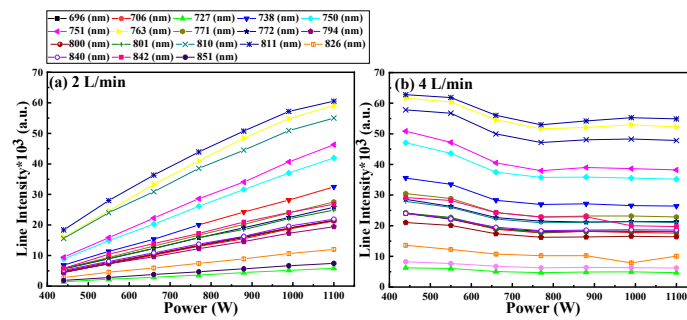 696 (nm) 706 (nm) 727 (nm) 738 (nm) 750 (nm)
751 (nm) 763 (nm) 771 (nm) 772 (nm) 794 (nm)
800 (nm) 801 (nm) 810 (nm) 811 (nm) 826 (nm)
840 (nm) 842 (nm) 851 (nm)
(a) 2 L/min
Line Intensity*10^3 (a.u.)
70
60
50
40
30
20
10
0
400 500 600 700 800 900 1000 1100
Power (W)
(b) 4 L/min
Line Intensity*10^3 (a.u.)
70
60
50
40
30
20
10
0
400 500 600 700 800 900 1000 1100
Power (W)